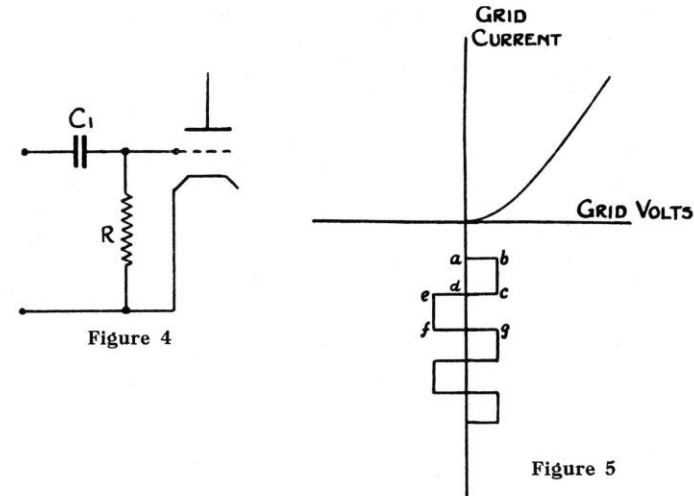 C1
R
Figure 4
GRID
CURRENT
GRID VOLTS
a b
d c
e
f g
Figure 5